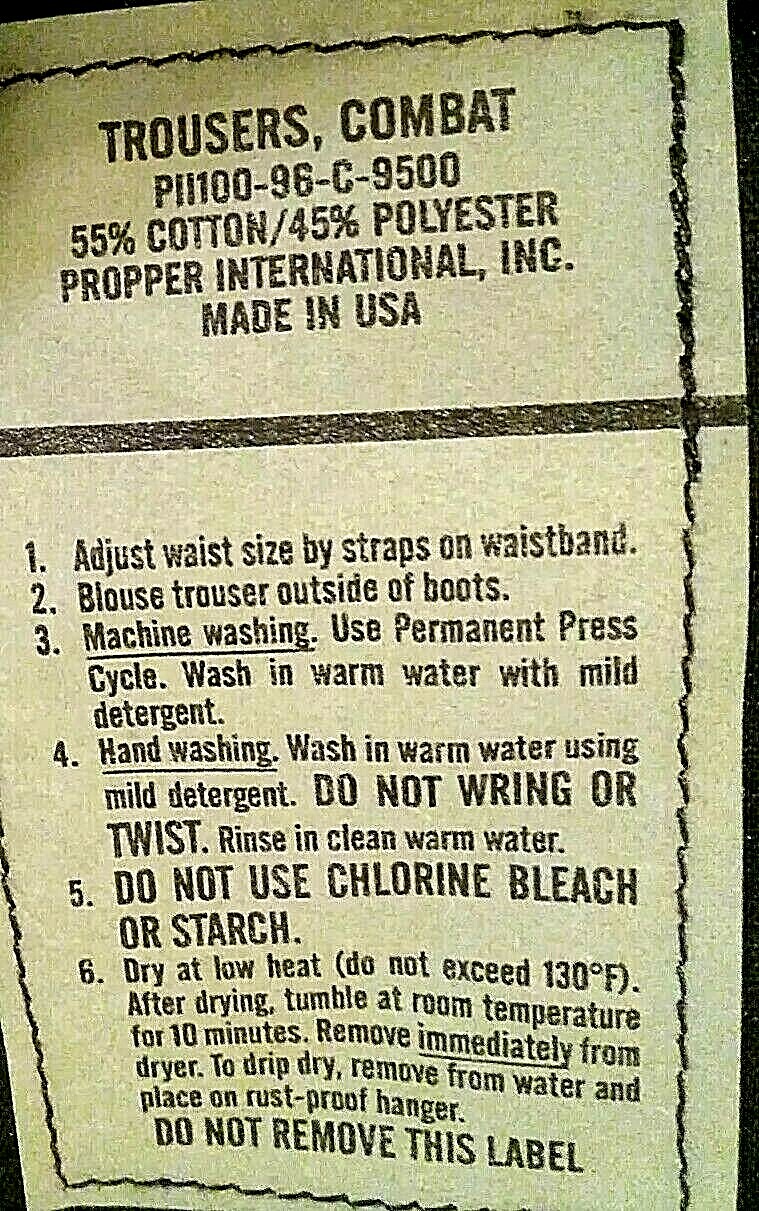 TROUSERS, COMBAT
PII100-96-C-9500
55% COTTON/45% POLYESTER
PROPPER INTERNATIONAL, INC.
MADE IN USA
1. Adjust waist size by straps on waistband.
2. Blouse trouser outside of boots.
3. Machine washing. Use Permanent Press
Cycle. Wash in warm water with mild
detergent.
4. Hand washing. Wash in warm water using
mild detergent. DO NOT WRING OR
TWIST. Rinse in clean warm water.
5. DO NOT USE CHLORINE BLEACH
OR STARCH.
6. Dry at low heat (do not exceed 130°F).
After drying, tumble at room temperature
for 10 minutes. Remove immediately from
dryer. To drip dry, remove from water and
place on rust-proof hanger.
DO NOT REMOVE THIS LABEL